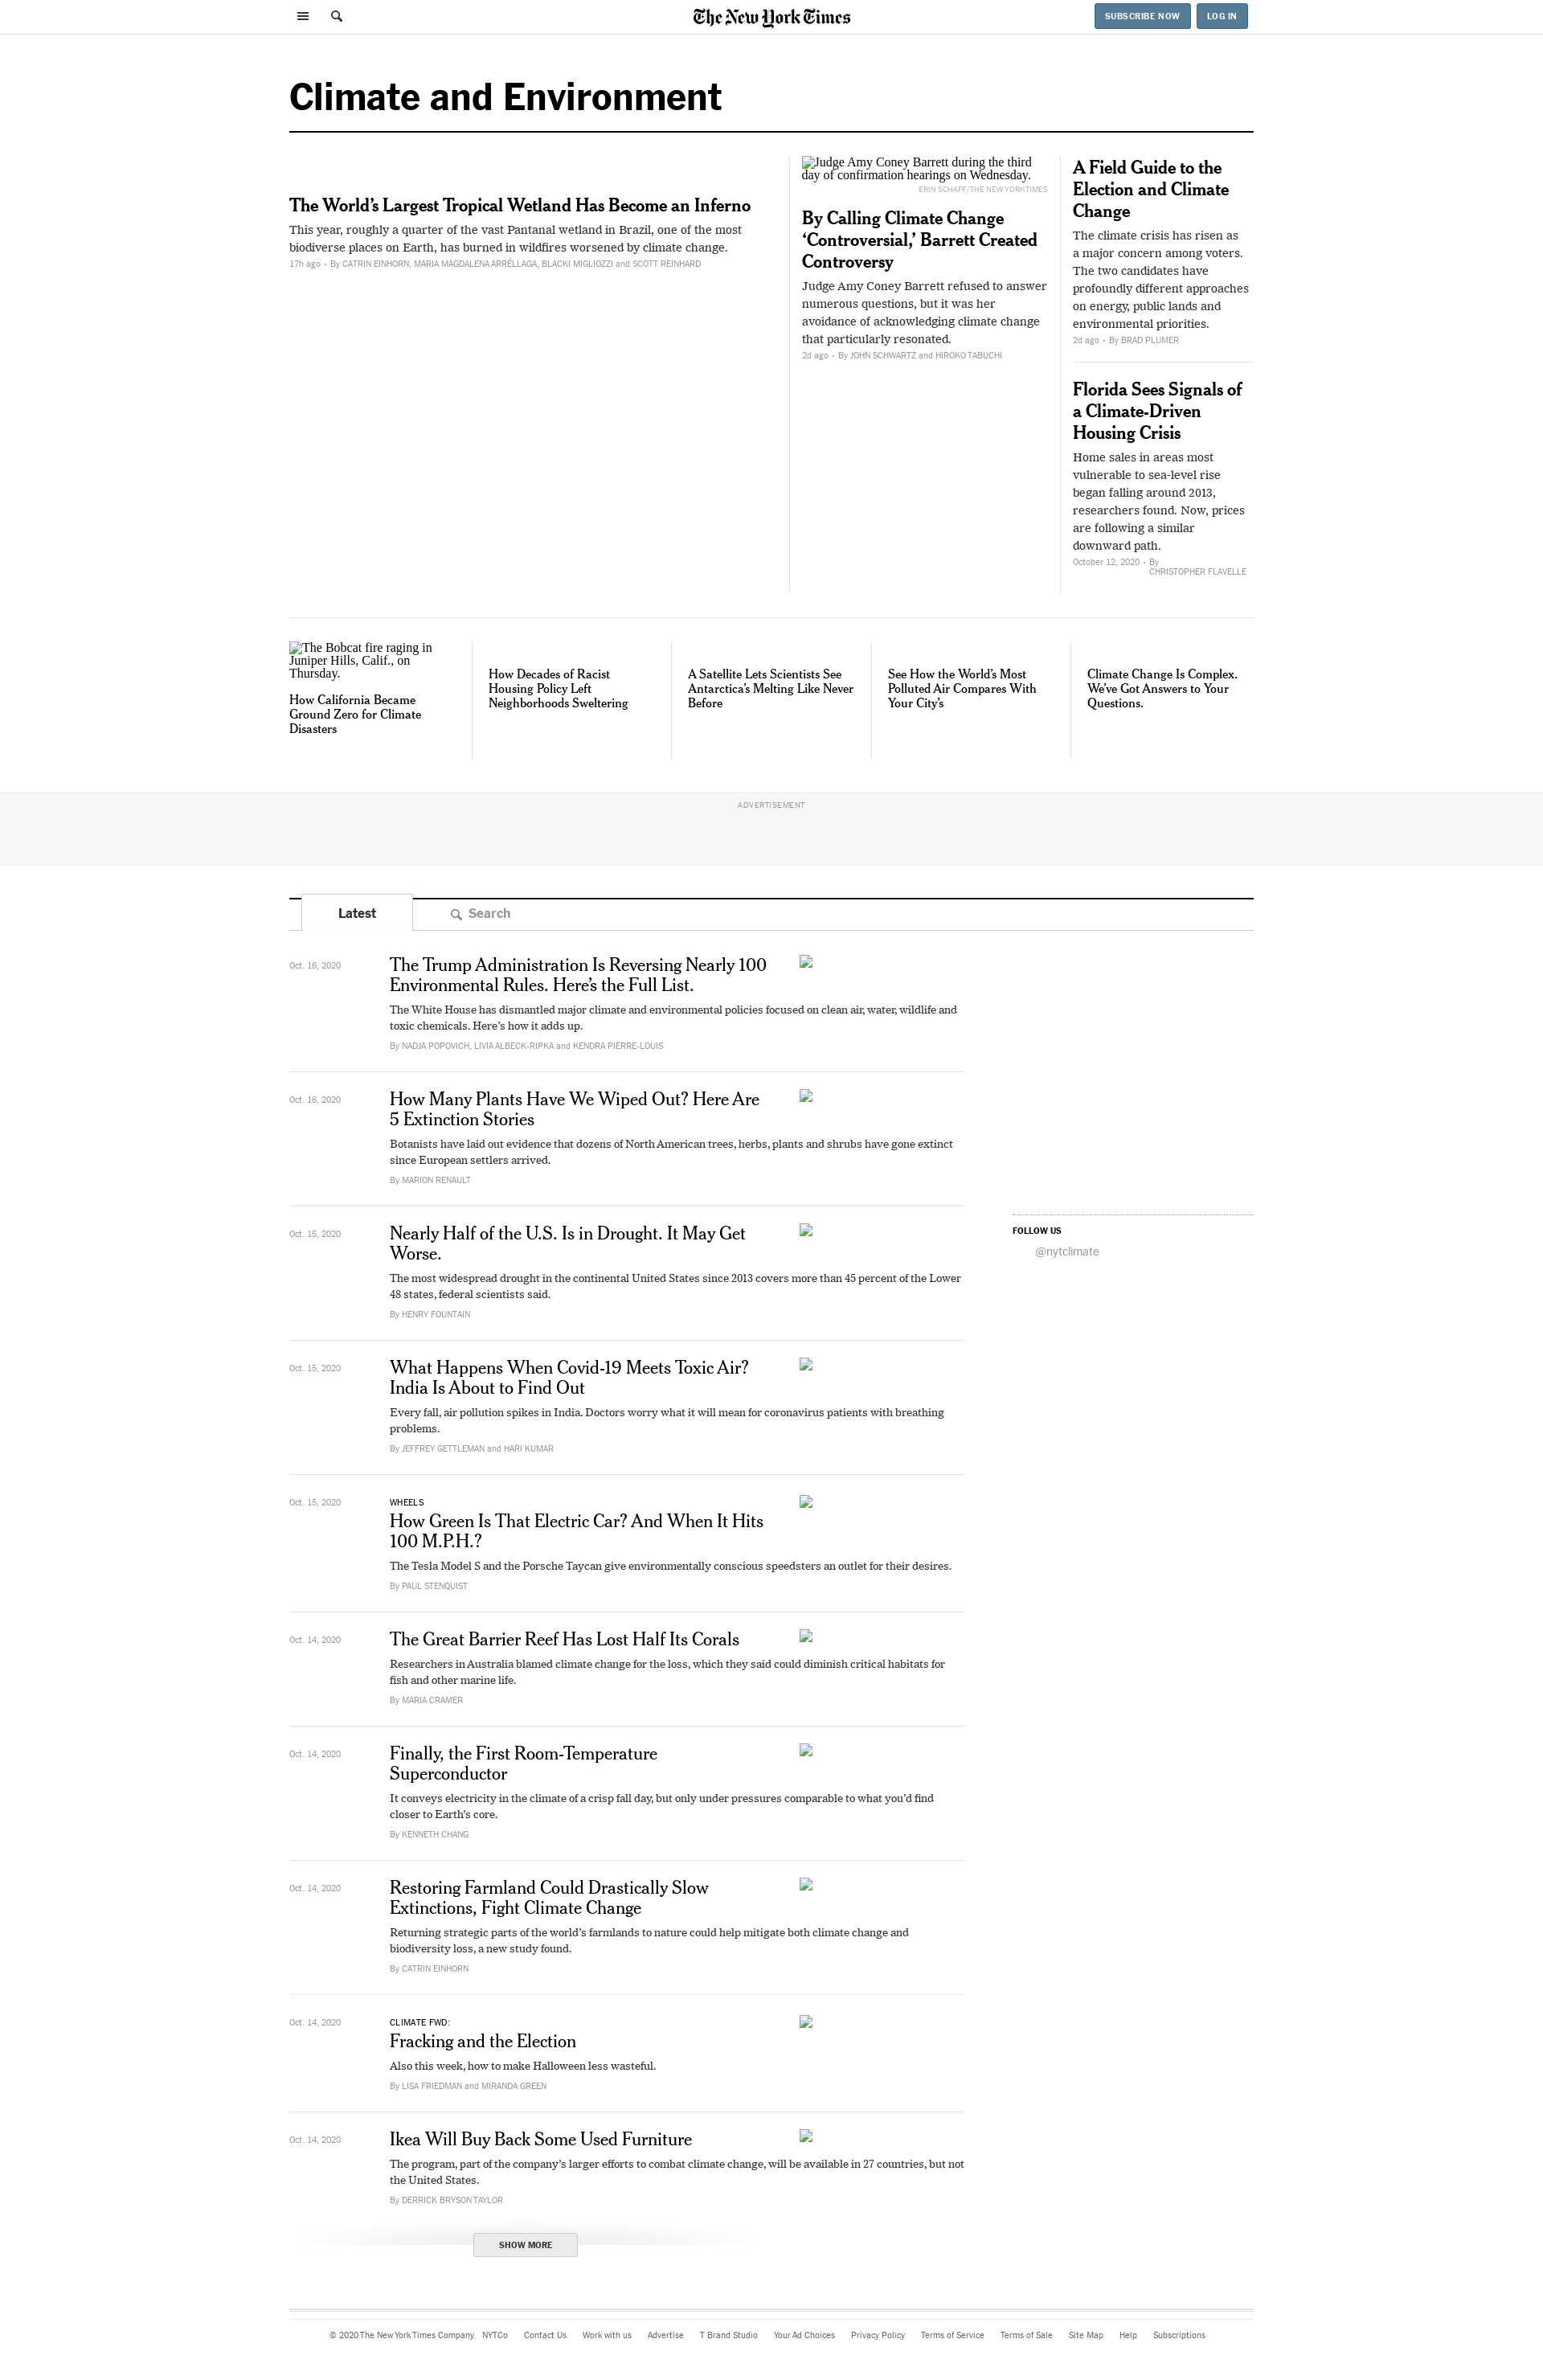 The New York Times
SUBSCRIBE NOW
LOG IN
Climate and Environment
The World’s Largest Tropical Wetland Has Become an Inferno
This year, roughly a quarter of the vast Pantanal wetland in Brazil, one of the most
biodiverse places on Earth, has burned in wildfires worsened by climate change.
17h ago • By CATRIN EINHORN, MARIA MAGDALENA ARRÉLLAGA, BLACKI MIGLIOZZI and SCOTT REINHARD
Judge Amy Coney Barrett during the third
day of confirmation hearings on Wednesday.
ERIN SCHAFF/THE NEW YORK TIMES
By Calling Climate Change
‘Controversial,’ Barrett Created
Controversy
Judge Amy Coney Barrett refused to answer
numerous questions, but it was her
avoidance of acknowledging climate change
that particularly resonated.
2d ago • By JOHN SCHWARTZ and HIROKO TABUCHI
A Field Guide to the
Election and Climate
Change
The climate crisis has risen as
a major concern among voters.
The two candidates have
profoundly different approaches
on energy, public lands and
environmental priorities.
2d ago • By BRAD PLUMER
Florida Sees Signals of
a Climate-Driven
Housing Crisis
Home sales in areas most
vulnerable to sea-level rise
began falling around 2013,
researchers found. Now, prices
are following a similar
downward path.
October 12, 2020 • By
CHRISTOPHER FLAVELLE
The Bobcat fire raging in
Juniper Hills, Calif., on
Thursday.
How California Became
Ground Zero for Climate
Disasters
How Decades of Racist
Housing Policy Left
Neighborhoods Sweltering
A Satellite Lets Scientists See
Antarctica’s Melting Like Never
Before
See How the World’s Most
Polluted Air Compares With
Your City’s
Climate Change Is Complex.
We’ve Got Answers to Your
Questions.
ADVERTISEMENT
Latest
Search
Oct. 16, 2020
The Trump Administration Is Reversing Nearly 100
Environmental Rules. Here’s the Full List.
The White House has dismantled major climate and environmental policies focused on clean air, water, wildlife and
toxic chemicals. Here’s how it adds up.
By NADJA POPOVICH, LIVIA ALBECK-RIPKA and KENDRA PIERRE-LOUIS
Oct. 16, 2020
How Many Plants Have We Wiped Out? Here Are
5 Extinction Stories
Botanists have laid out evidence that dozens of North American trees, herbs, plants and shrubs have gone extinct
since European settlers arrived.
By MARION RENAULT
FOLLOW US
@nytclimate
Oct. 15, 2020
Nearly Half of the U.S. Is in Drought. It May Get
Worse.
The most widespread drought in the continental United States since 2013 covers more than 45 percent of the Lower
48 states, federal scientists said.
By HENRY FOUNTAIN
Oct. 15, 2020
What Happens When Covid-19 Meets Toxic Air?
India Is About to Find Out
Every fall, air pollution spikes in India. Doctors worry what it will mean for coronavirus patients with breathing
problems.
By JEFFREY GETTLEMAN and HARI KUMAR
Oct. 15, 2020
WHEELS
How Green Is That Electric Car? And When It Hits
100 M.P.H.?
The Tesla Model S and the Porsche Taycan give environmentally conscious speedsters an outlet for their desires.
By PAUL STENQUIST
Oct. 14, 2020
The Great Barrier Reef Has Lost Half Its Corals
Researchers in Australia blamed climate change for the loss, which they said could diminish critical habitats for
fish and other marine life.
By MARIA CRAMER
Oct. 14, 2020
Finally, the First Room-Temperature
Superconductor
It conveys electricity in the climate of a crisp fall day, but only under pressures comparable to what you’d find
closer to Earth’s core.
By KENNETH CHANG
Oct. 14, 2020
Restoring Farmland Could Drastically Slow
Extinctions, Fight Climate Change
Returning strategic parts of the world’s farmlands to nature could help mitigate both climate change and
biodiversity loss, a new study found.
By CATRIN EINHORN
Oct. 14, 2020
CLIMATE FWD:
Fracking and the Election
Also this week, how to make Halloween less wasteful.
By LISA FRIEDMAN and MIRANDA GREEN
Oct. 14, 2020
Ikea Will Buy Back Some Used Furniture
The program, part of the company’s larger efforts to combat climate change, will be available in 27 countries, but not
the United States.
By DERRICK BRYSON TAYLOR
SHOW MORE
© 2020 The New York Times Company NYTCo Contact Us Work with us Advertise T Brand Studio Your Ad Choices Privacy Policy Terms of Service Terms of Sale Site Map Help Subscriptions